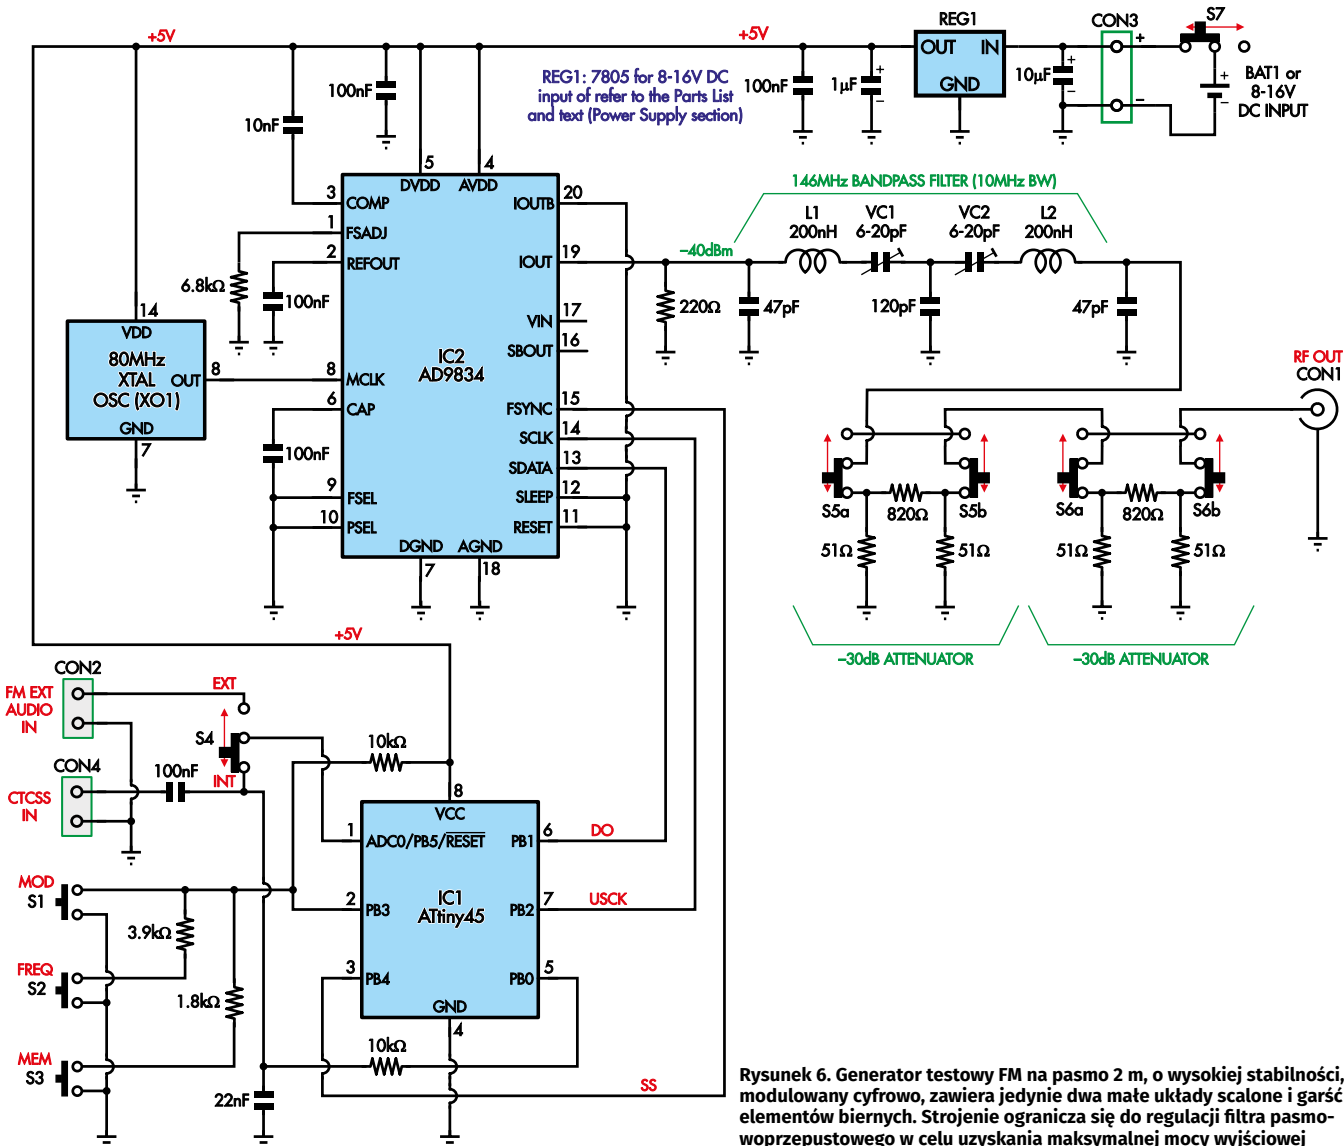 +5V
+5V
REG1
OUT IN
GND
CON3
S7
+
−
BAT1 or
8-16V
DC INPUT
+
−
10µF
+
−
1µF
+
−
100nF
REG1: 7805 for 8-16V DC
input of refer to the Parts List
and text (Power Supply section)
100nF
10nF
5
4
DVDD AVDD
3
COMP
1
FSADJ
2
REFOUT
6.8kΩ
100nF
8
MCLK
6
CAP
100nF
9
FSEL
10
PSEL
DGND AGND
7
18
IC2
AD9834
IOUTB
20
IOUT
19
VIN
17
SBOUT
16
FSYNC
15
SCLK
14
SDATA
13
SLEEP
12
RESET
11
14
VDD
80MHz
XTAL
OSC (XO1)
OUT
8
GND
7
146MHz BANDPASS FILTER (10MHz BW)
−40dBm
L1
200nH
VC1
6-20pF
VC2
6-20pF
L2
200nH
220Ω
47pF
120pF
47pF
RF OUT
CON1
S5a
820Ω
S5b
51Ω
51Ω
−30dB ATTENUATOR
S6a
820Ω
S6b
51Ω
51Ω
−30dB ATTENUATOR
+5V
CON2
FM EXT
AUDIO
IN
EXT
S4
INT
CON4
CTCSS
IN
100nF
10kΩ
8
VCC
1
ADC0/PB5/RESET
2
PB3
3
PB4
IC1
ATtiny45
PB1
6
DO
PB2
7
USCK
PB0
5
GND
4
MOD
S1
3.9kΩ
FREQ
S2
1.8kΩ
MEM
S3
22nF
10kΩ
SS
Rysunek 6. Generator testowy FM na pasmo 2 m, o wysokiej stabilności,
modulowany cyfrowo, zawiera jedynie dwa małe układy scalone i garść
elementów biernych. Strojenie ogranicza się do regulacji filtra pasmo-
woprzepustowego w celu uzyskania maksymalnej mocy wyjściowej